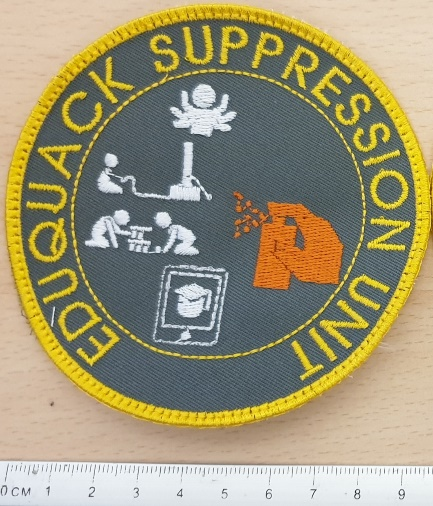 EDUQUACK SUPPRESSION UNIT
0 CM 1 2 3 4 5 6 7 8 9